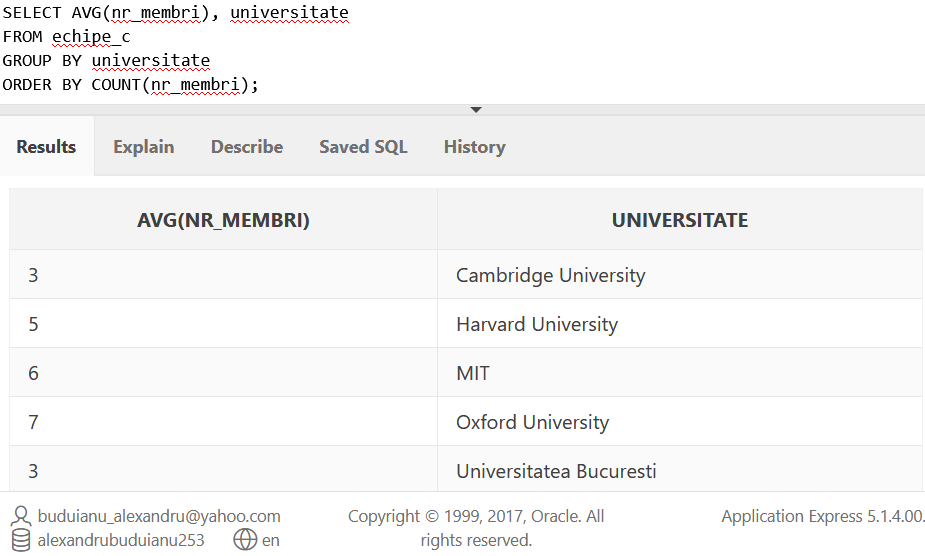 SELECT AVG(nr_membri), universitate
FROM echipe_c
GROUP BY universitate
ORDER BY COUNT(nr_membri);
Results Explain Describe Saved SQL History
AVG(NR_MEMBRI) UNIVERSITATE
3 Cambridge University
5 Harvard University
6 MIT
7 Oxford University
3 Universitatea Bucuresti
buduianu_alexandru@yahoo.com Copyright © 1999, 2017, Oracle. All Application Express 5.1.4.00.
alexandrubuduianu253 en rights reserved.